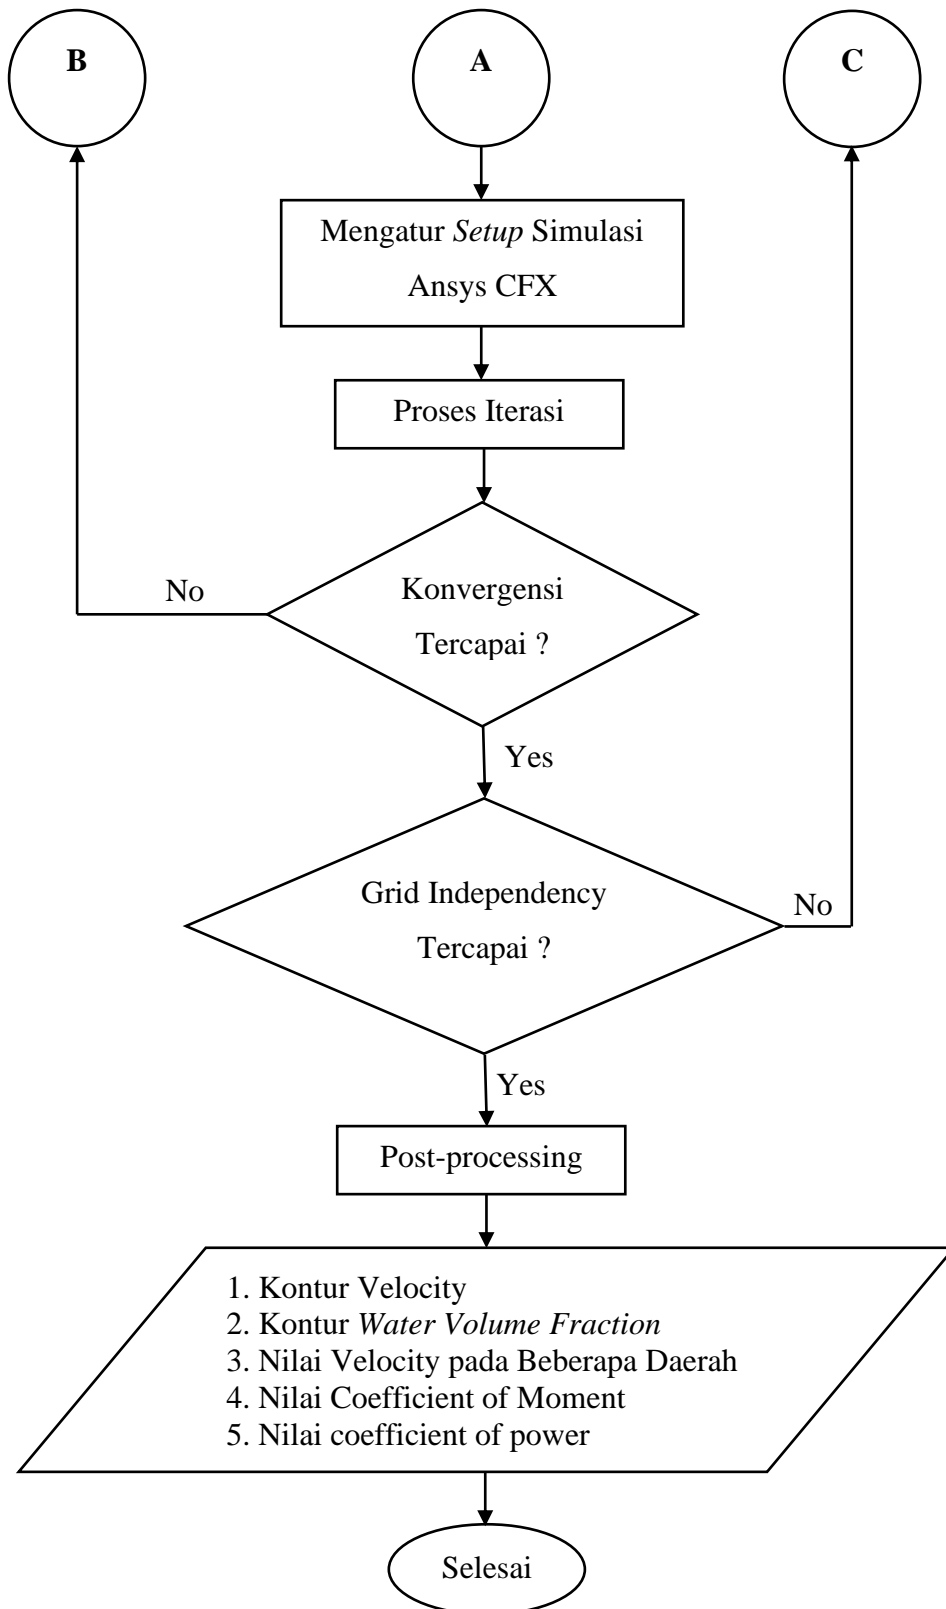 B
A
C
Mengatur Setup Simulasi
Ansys CFX
Proses Iterasi
Konvergensi
Tercapai ?
No
Yes
Grid Independency
Tercapai ?
No
Yes
Post-processing
1. Kontur Velocity
2. Kontur Water Volume Fraction
3. Nilai Velocity pada Beberapa Daerah
4. Nilai Coefficient of Moment
5. Nilai coefficient of power
Selesai